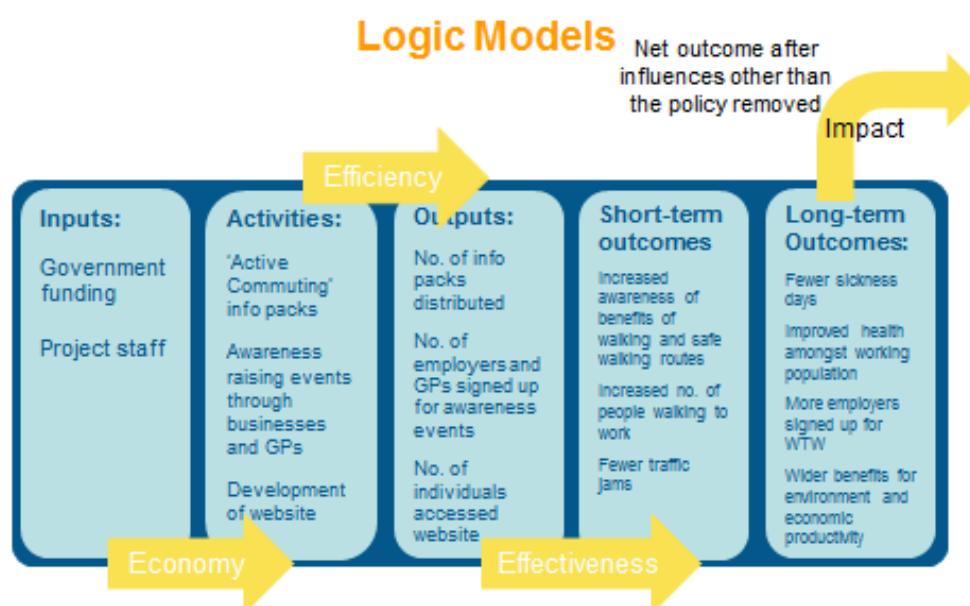 Logic Models
Net outcome after
influences other than
the policy removed
Impact
Efficiency
Inputs:
Government
funding
Project staff
Activities:
'Active
Commuting'
info packs
Awareness
raising events
through
businesses
and GPs
Development
of website
Outputs:
No. of info
packs
distributed
No. of
employers and
GPs signed up
for awareness
events
No. of
individuals
accessed
website
Short-term
outcomes
Increased
awareness of
benefits of
walking and safe
walking routes
Increased no. of
people walking to
work
Fewer traffic
jams
Long-term
Outcomes:
Fewer sickness
days
Improved health
amongst working
population
More employers
signed up for
WTW
Wider benefits for
environment and
economic
productivity
Economy
Effectiveness